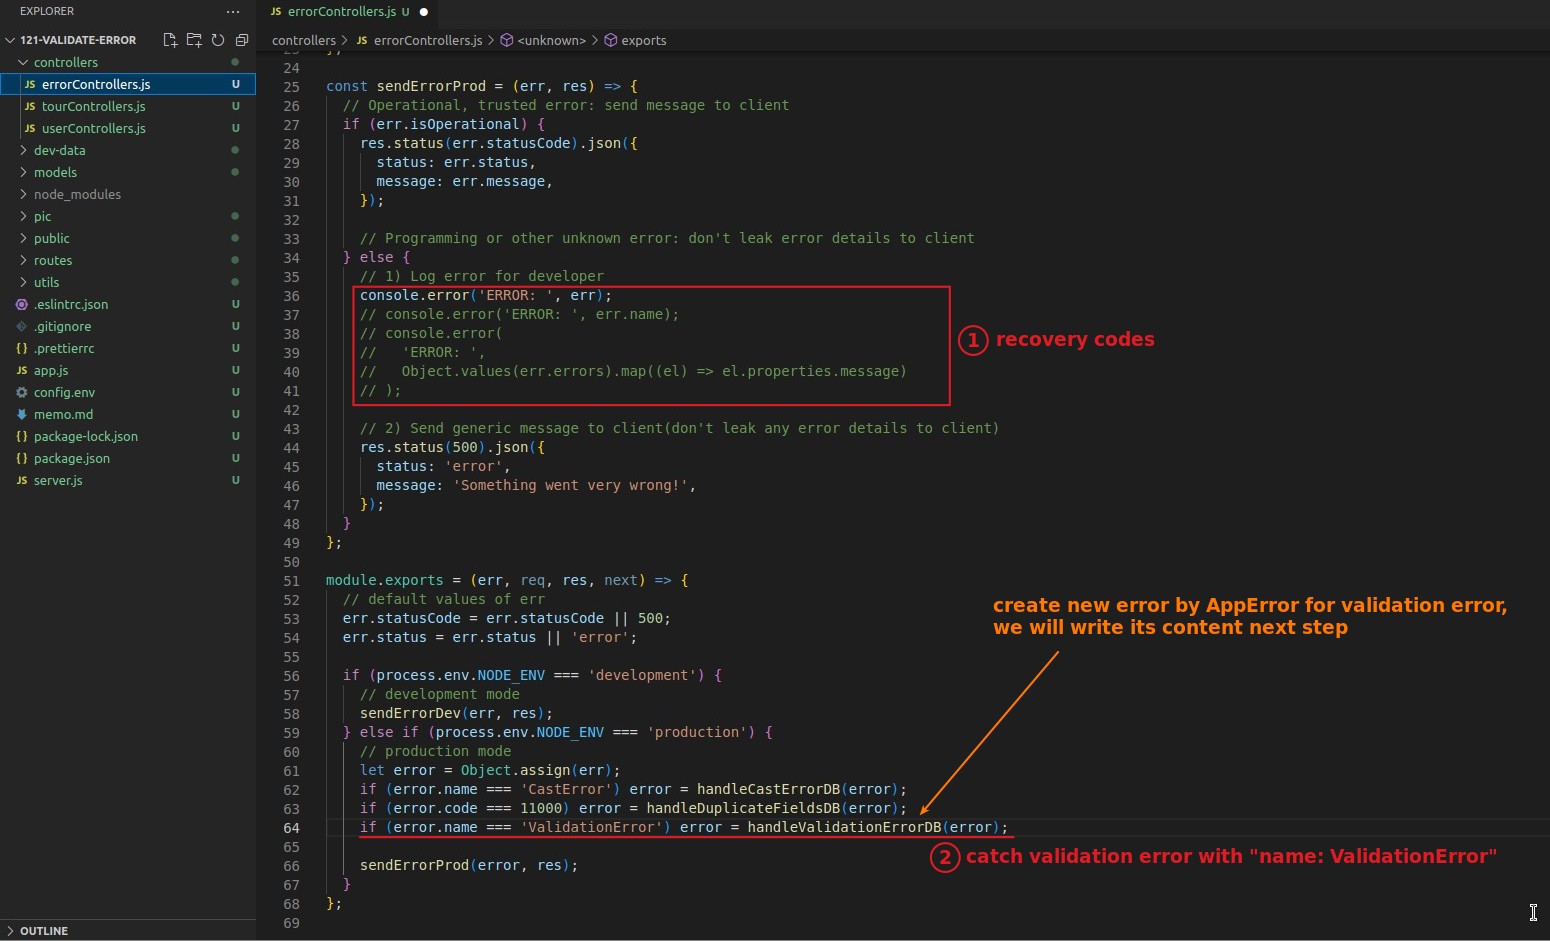 EXPLORER ...
121-VALIDATE-ERROR
controllers
JS errorControllers.js U
JS tourControllers.js U
JS userControllers.js U
dev-data
models
node_modules
pic
public
routes
utils
.eslintrc.json U
.gitignore U
{ } .prettierrc U
JS app.js U
config.env U
memo.md U
{ } package-lock.json U
{ } package.json U
JS server.js U
OUTLINE
JS errorControllers.js U
controllers > JS errorControllers.js > <unknown> > exports
23 };
24
25 const sendErrorProd = (err, res) => {
26 // Operational, trusted error: send message to client
27 if (err.isOperational) {
28 res.status(err.statusCode).json({
29 status: err.status,
30 message: err.message,
31 });
32
33 // Programming or other unknown error: don't leak error details to client
34 } else {
35 // 1) Log error for developer
36 console.error('ERROR: ', err);
37 // console.error('ERROR: ', err.name);
38 // console.error(
39 //   'ERROR: ',
40 //   Object.values(err.errors).map((el) => el.properties.message)
41 // );
42
1 recovery codes
43 // 2) Send generic message to client(don't leak any error details to client)
44 res.status(500).json({
45 status: 'error',
46 message: 'Something went very wrong!',
47 });
48 }
49 };
50
51 module.exports = (err, req, res, next) => {
52 // default values of err
53 err.statusCode = err.statusCode || 500;
54 err.status = err.status || 'error';
55
create new error by AppError for validation error,
we will write its content next step
56 if (process.env.NODE_ENV === 'development') {
57 // development mode
58 sendErrorDev(err, res);
59 } else if (process.env.NODE_ENV === 'production') {
60 // production mode
61 let error = Object.assign(err);
62 if (error.name === 'CastError') error = handleCastErrorDB(error);
63 if (error.code === 11000) error = handleDuplicateFieldsDB(error);
64 if (error.name === 'ValidationError') error = handleValidationErrorDB(error);
65
2 catch validation error with "name: ValidationError"
66 sendErrorProd(error, res);
67 }
68 };
69